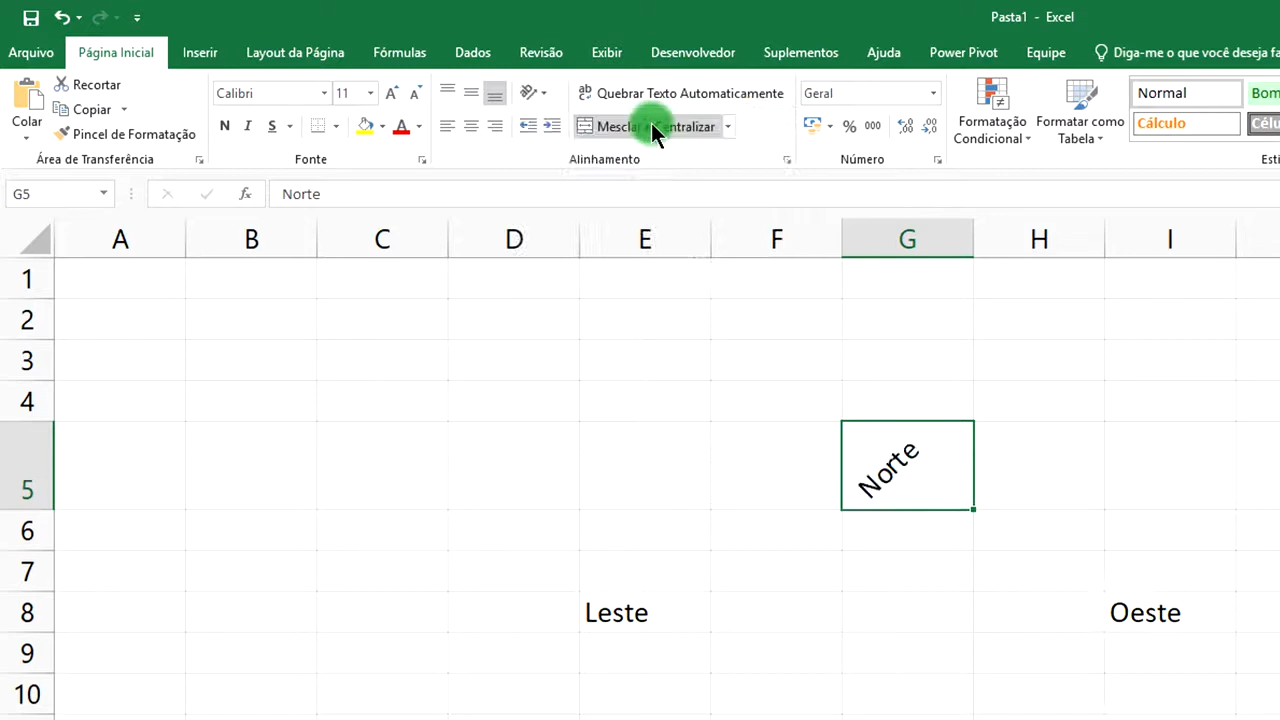 Pasta1 - Excel
Arquivo Página Inicial Inserir Layout da Página Fórmulas Dados Revisão Exibir Desenvolvedor Suplementos Ajuda Power Pivot Equipe Diga-me o que você deseja fa
Recortar
Copiar
Pincel de Formatação
Colar
Área de Transferência
Calibri 11
N I S
Fonte
ab Quebrar Texto Automaticamente
Mesclar e Centralizar
Alinhamento
Geral
% 000
Número
Formatação Condicional
Formatar como Tabela
Normal Bom
Cálculo Célu
Esti
G5 fx Norte
A B C D E F G H I
1
2
3
4
5 Norte
6
7
8 Leste Oeste
9
10